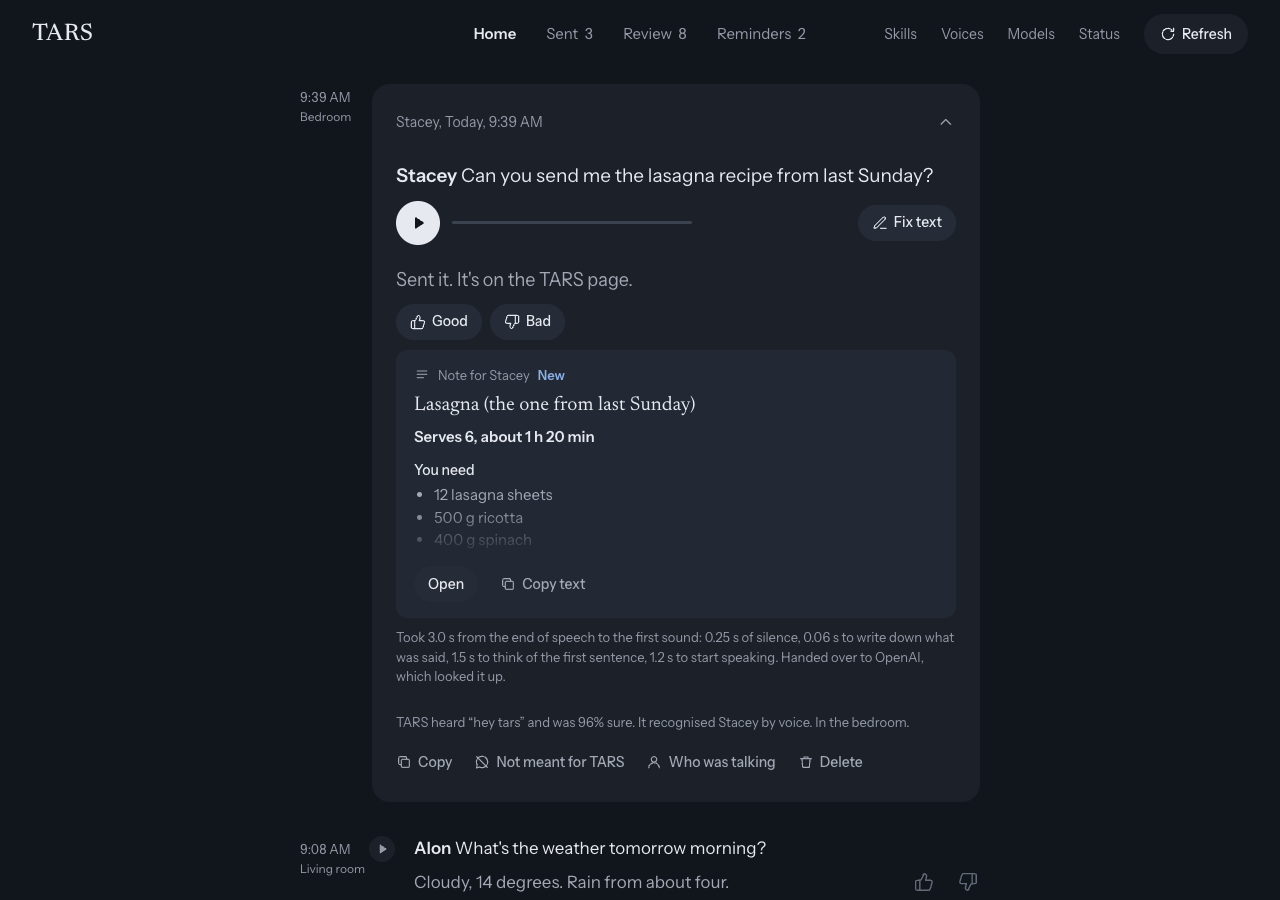 TARS
Home
Sent 3
Review 8
Reminders 2
Skills
Voices
Models
Status
Refresh
9:39 AM
Bedroom
Stacey, Today, 9:39 AM
Stacey Can you send me the lasagna recipe from last Sunday?
Fix text
Sent it. It's on the TARS page.
Good
Bad
Note for Stacey New
Lasagna (the one from last Sunday)
Serves 6, about 1 h 20 min
You need
• 12 lasagna sheets
• 500 g ricotta
• 400 g spinach
Open
Copy text
Took 3.0 s from the end of speech to the first sound: 0.25 s of silence, 0.06 s to write down what
was said, 1.5 s to think of the first sentence, 1.2 s to start speaking. Handed over to OpenAI,
which looked it up.
TARS heard “hey tars” and was 96% sure. It recognised Stacey by voice. In the bedroom.
Copy
Not meant for TARS
Who was talking
Delete
9:08 AM
Living room
Alon What's the weather tomorrow morning?
Cloudy, 14 degrees. Rain from about four.